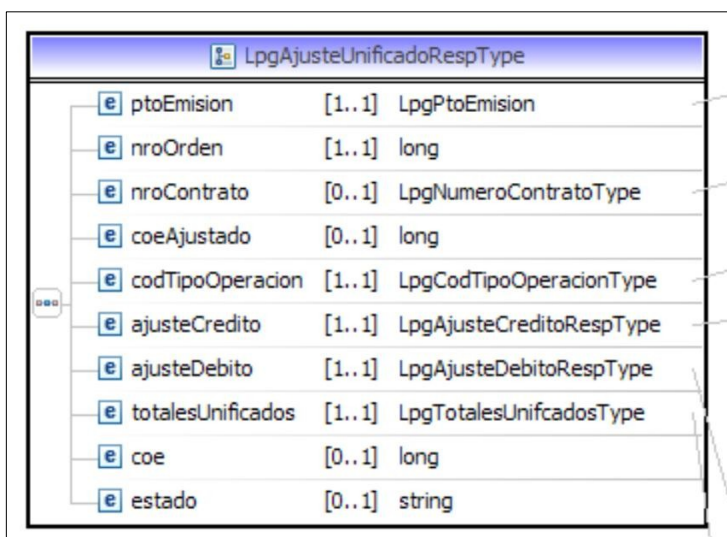 LpgAjusteUnificadoRespType
e ptoEmision [1..1] LpgPtoEmision
e nroOrden [1..1] long
e nroContrato [0..1] LpgNumeroContratoType
e coeAjustado [0..1] long
e codTipoOperacion [1..1] LpgCodTipoOperacionType
e ajusteCredito [1..1] LpgAjusteCreditoRespType
e ajusteDebito [1..1] LpgAjusteDebitoRespType
e totalesUnificados [1..1] LpgTotalesUnifcadosType
e coe [0..1] long
e estado [0..1] string